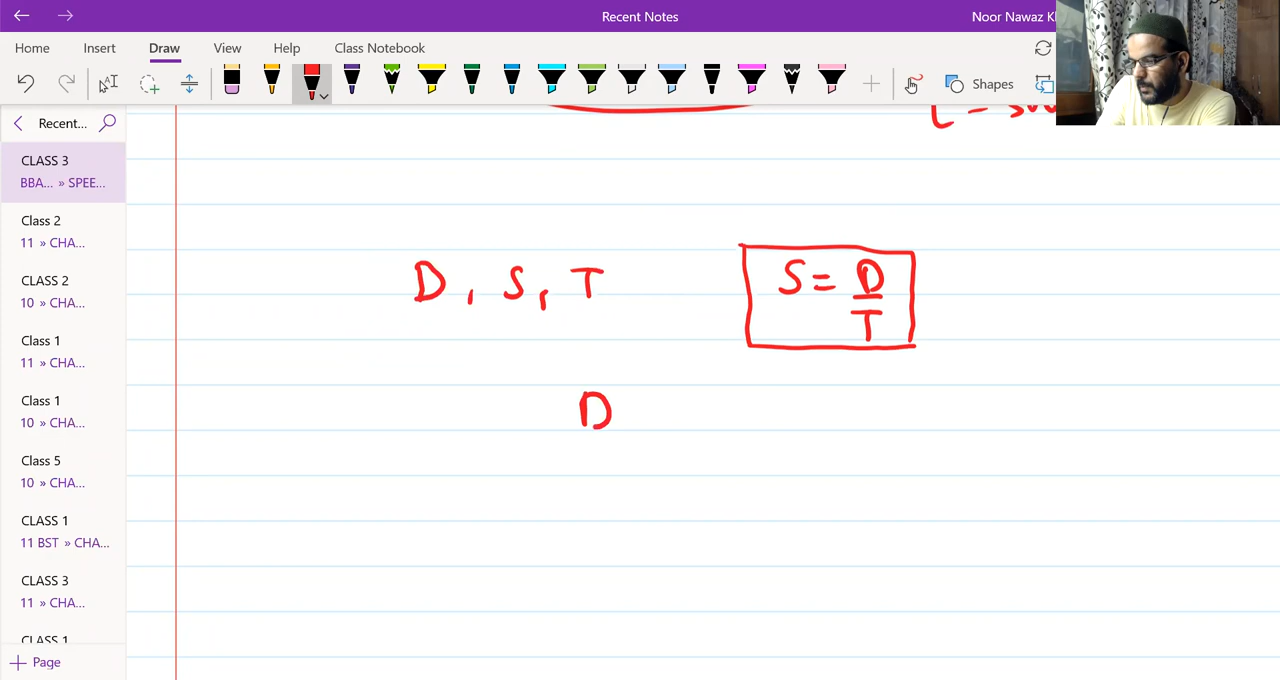 Recent Notes
Noor Nawaz
Home Insert Draw View Help Class Notebook
Shapes
Recent...
CLASS 3
BBA... » SPEE...
Class 2
11 » CHA...
CLASS 2
10 » CHA...
Class 1
11 » CHA...
Class 1
10 » CHA...
Class 5
10 » CHA...
CLASS 1
11 BST » CHA...
CLASS 3
11 » CHA...
CLASS 1
+ Page
D, S, T
S = D
T
D